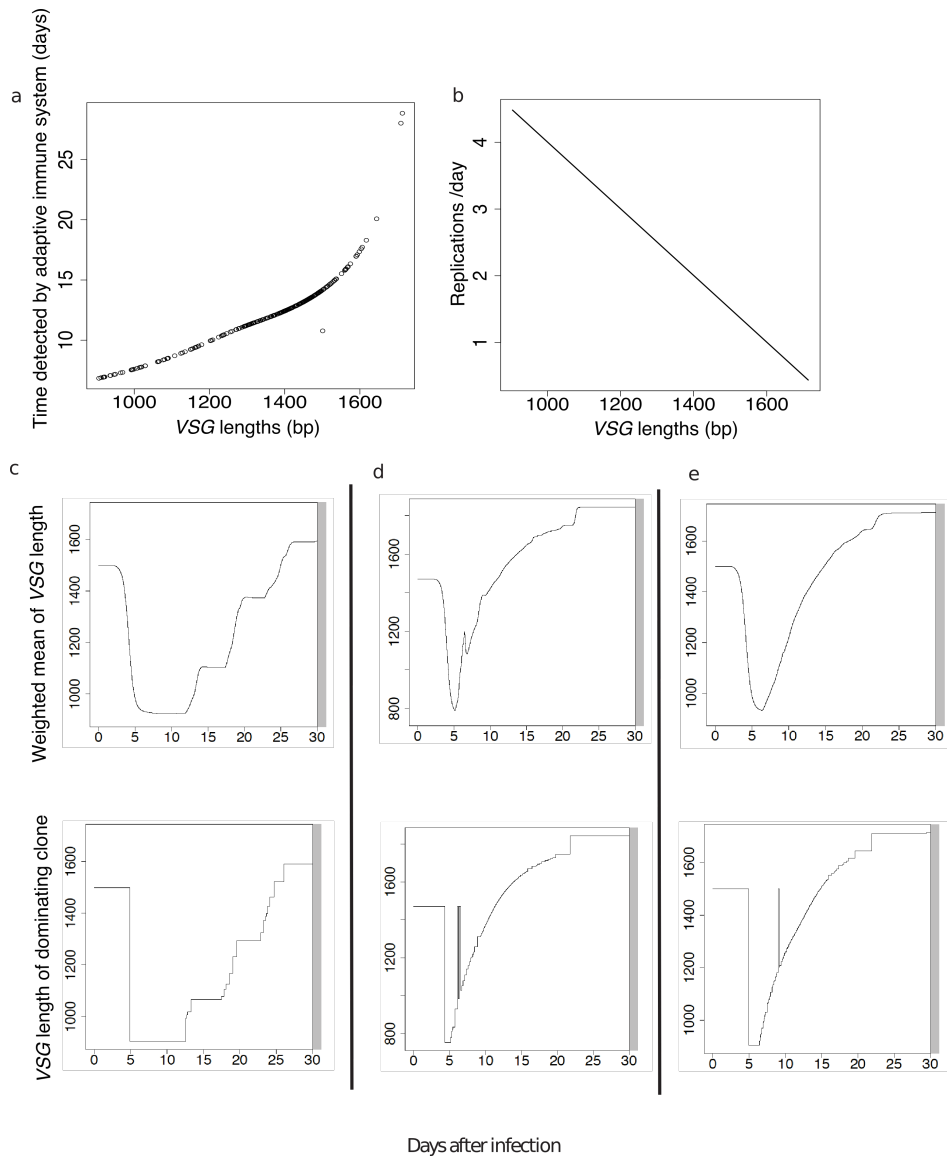 a
Time detected by adaptive immune system (days)
10 15 20 25
1000 1200 1400 1600
VSG lengths (bp)
b
Replications /day
1 2 3 4
1000 1200 1400 1600
VSG lengths (bp)
c
Weighted mean of VSG length
1000 1200 1400 1600
0 5 10 15 20 25 30
d
800 1200 1600
0 5 10 15 20 25 30
e
1000 1200 1400 1600
0 5 10 15 20 25 30
VSG length of dominating clone
1000 1200 1400 1600
0 5 10 15 20 25 30
800 1200 1600
0 5 10 15 20 25 30
1000 1200 1400 1600
0 5 10 15 20 25 30
Days after infection